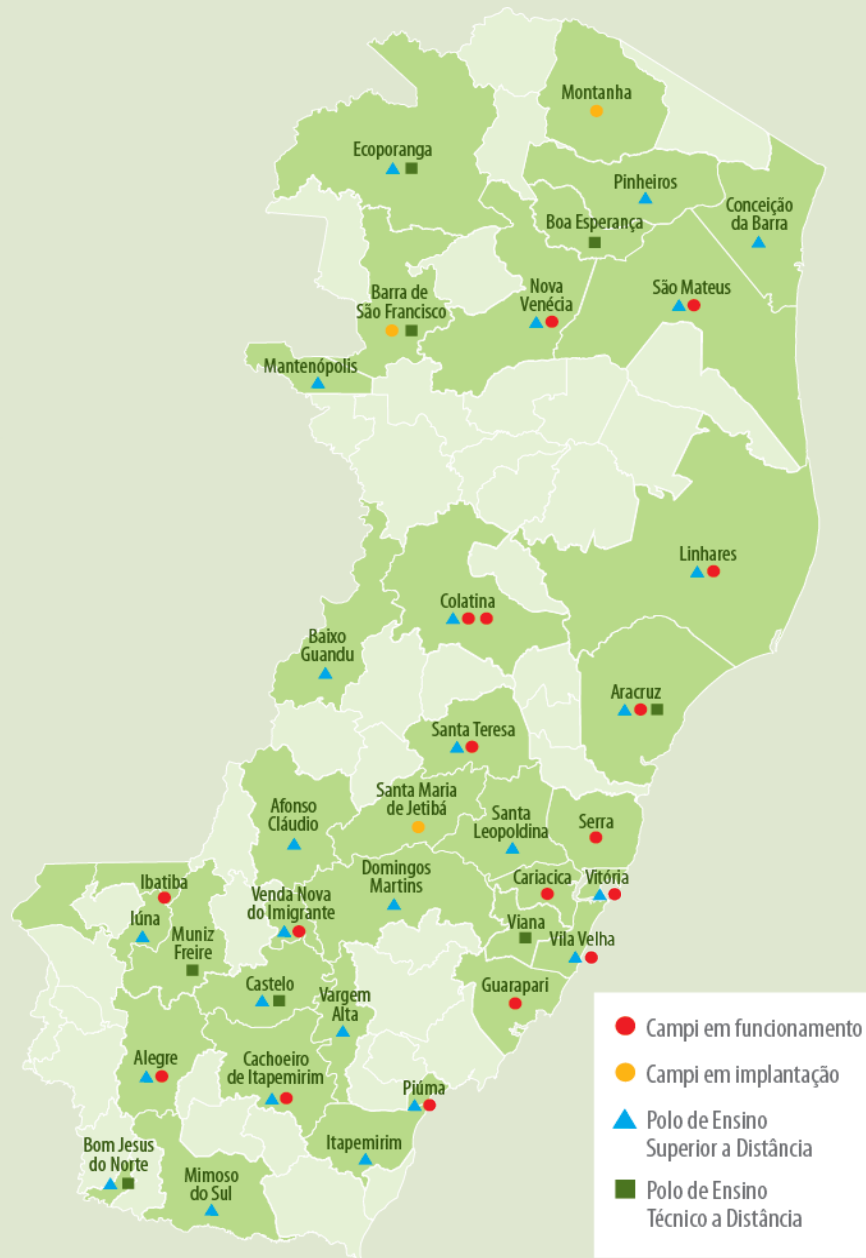 Montanha
Ecoporanga
Pinheiros
Conceição
da Barra
Boa Esperança
Nova
Venécia
São Mateus
Barra de
São Francisco
Mantenópolis
Linhares
Colatina
Baixo
Guandu
Aracruz
Santa Teresa
Santa Maria
de Jetibá
Afonso
Cláudio
Santa
Leopoldina
Serra
Domingos
Martins
Ibatiba
Venda Nova
do Imigrante
Cariacica
Vitória
Iúna
Muniz
Freire
Viana
Vila Velha
Castelo
Vargem
Alta
Guarapari
Alegre
Cachoeiro
de Itapemirim
Piúma
Itapemirim
Bom Jesus
do Norte
Mimoso
do Sul
Campi em funcionamento
Campi em implantação
Polo de Ensino
Superior a Distância
Polo de Ensino
Técnico a Distância